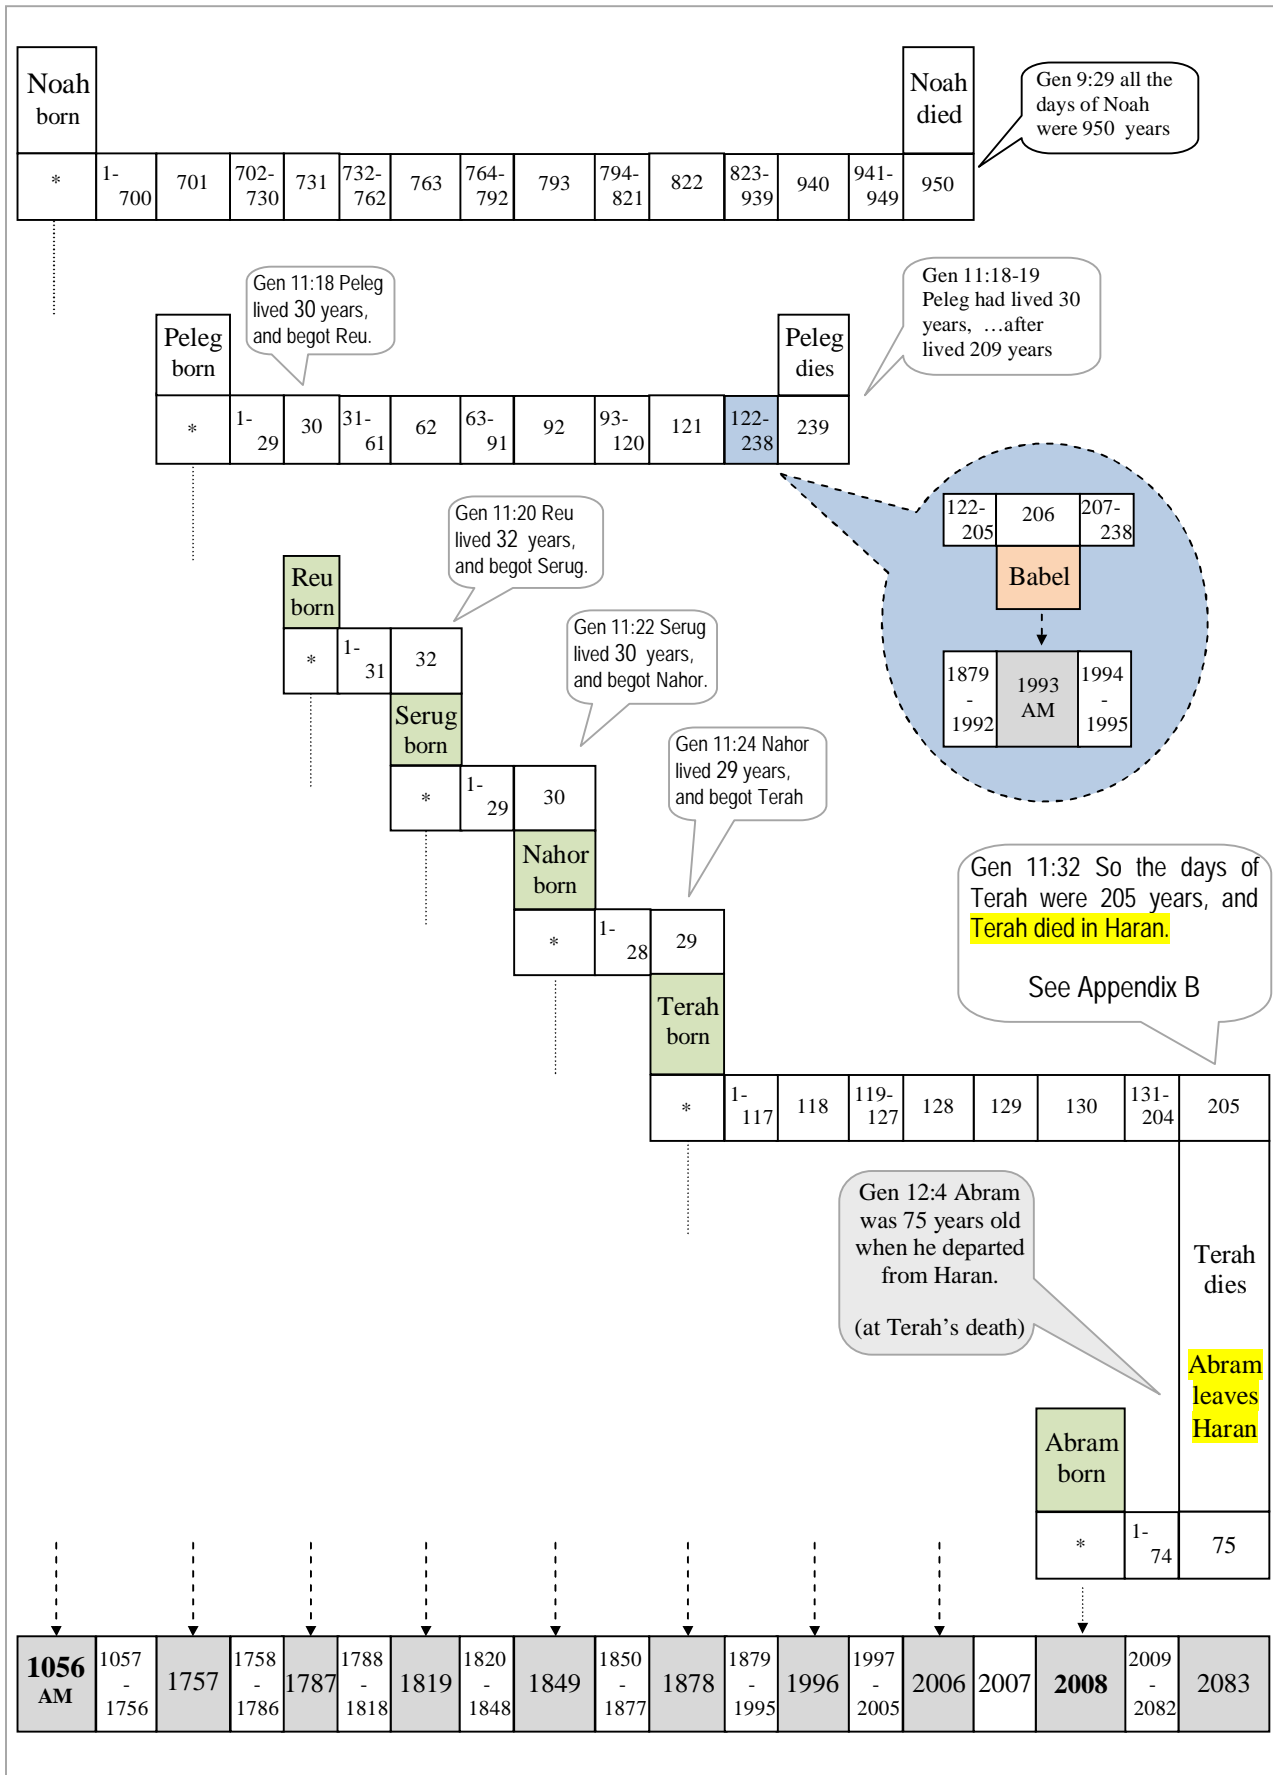 Noah
born
Noah
died
Gen 9:29 all the
days of Noah
were 950 years
*
1-
700
701
702-
730
731
732-
762
763
764-
792
793
794-
821
822
823-
939
940
941-
949
950
Gen 11:18 Peleg
lived 30 years,
and begot Reu.
Gen 11:18-19
Peleg had lived 30
years, …after
lived 209 years
Peleg
born
Peleg
dies
*
1-
29
30
31-
61
62
63-
91
92
93-
120
121
122-
238
239
122-
205
206
207-
238
Babel
1879
-
1992
1993
AM
1994
-
1995
Gen 11:20 Reu
lived 32 years,
and begot Serug.
Reu
born
*
1-
31
32
Gen 11:22 Serug
lived 30 years,
and begot Nahor.
Serug
born
*
1-
29
30
Gen 11:24 Nahor
lived 29 years,
and begot Terah
Nahor
born
*
1-
28
29
Gen 11:32 So the days of
Terah were 205 years, and
Terah died in Haran.
See Appendix B
Terah
born
*
1-
117
118
119-
127
128
129
130
131-
204
205
Gen 12:4 Abram
was 75 years old
when he departed
from Haran.
(at Terah’s death)
Terah
dies
Abram
leaves
Haran
Abram
born
*
1-
74
75
1056
AM
1057
-
1756
1757
1758
-
1786
1787
1788
-
1818
1819
1820
-
1848
1849
1850
-
1877
1878
1879
-
1995
1996
1997
-
2005
2006
2007
2008
2009
-
2082
2083